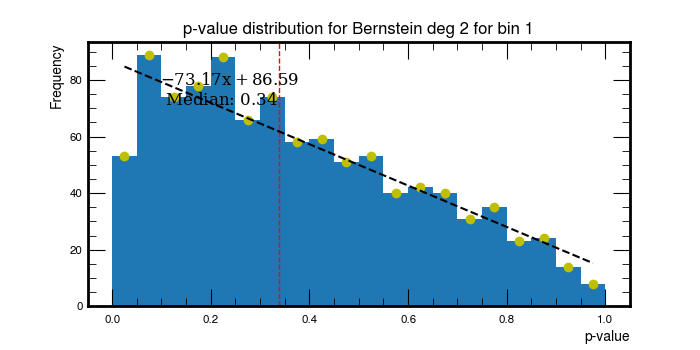 p-value distribution for Bernstein deg 2 for bin 1
Frequency
80
60
40
20
0
−73.17x + 86.59
Median: 0.34
0.0 0.2 0.4 0.6 0.8 1.0
p-value